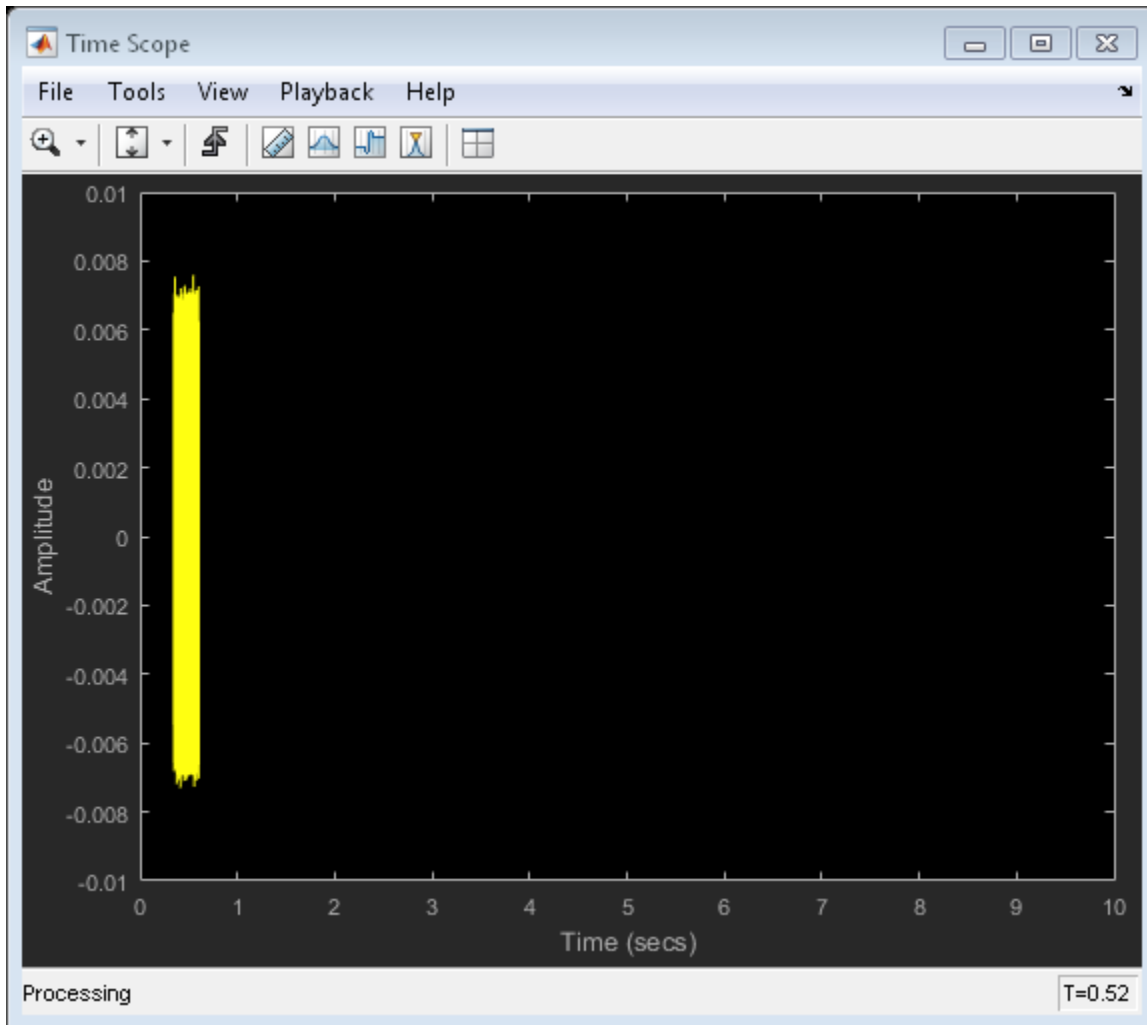 Time Scope
File Tools View Playback Help
0.01
0.008
0.006
0.004
0.002
0
-0.002
-0.004
-0.006
-0.008
-0.01
Amplitude
0 1 2 3 4 5 6 7 8 9 10
Time (secs)
Processing T=0.52